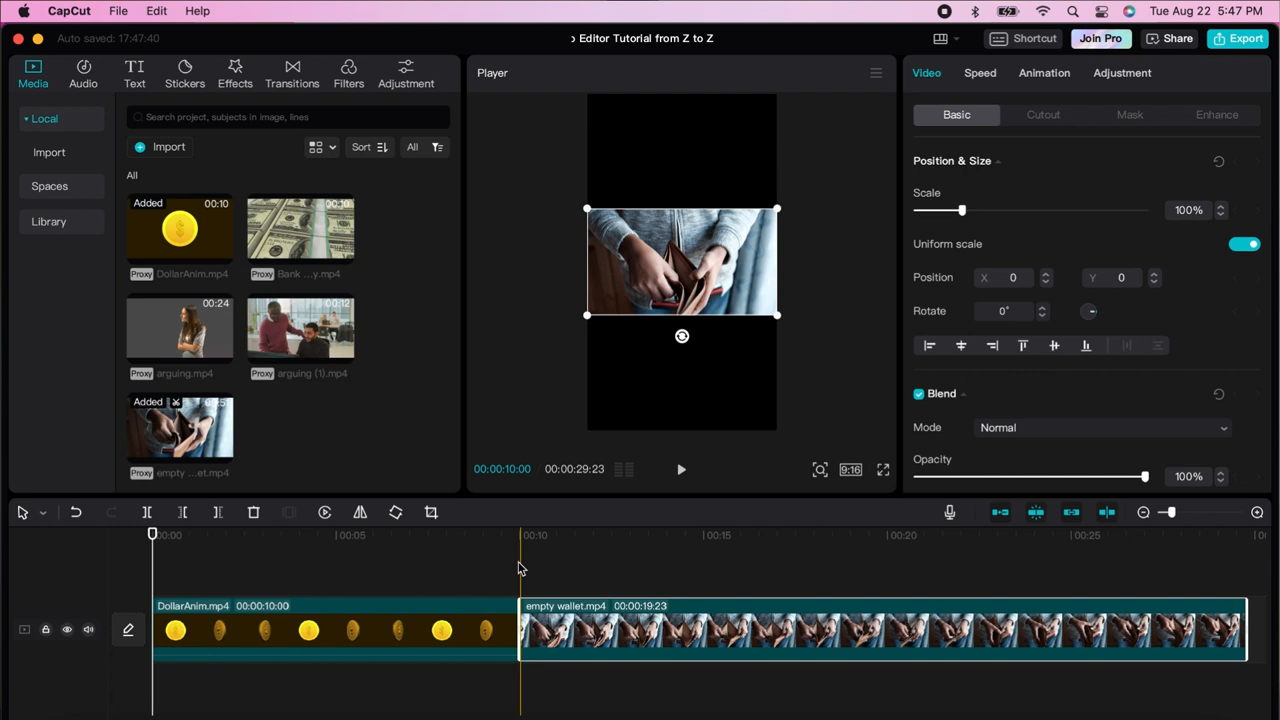 CapCut File Edit Help Tue Aug 22 5:47 PM
Auto saved: 17:47:40 Editor Tutorial from Z to Z Shortcut Join Pro Share Export
Media Audio Text Stickers Effects Transitions Filters Adjustment
Player
Video Speed Animation Adjustment
Local
Import
Spaces
Library
Search project, subjects in image, lines
Import Sort All
All
Added 00:10
Proxy DollarAnim.mp4
00:10
Proxy Bank ...y.mp4
00:24
Proxy arguing.mp4
00:12
Proxy arguing (1).mp4
Added
Proxy empty ...et.mp4
00:00:10:00 00:00:29:23 9:16
Basic Cutout Mask Enhance
Position & Size
Scale
100%
Uniform scale
Position X 0 Y 0
Rotate 0°
Blend
Mode Normal
Opacity
100%
00:00 00:05 00:10 00:15 00:20 00:25
DollarAnim.mp4 00:00:10:00 empty wallet.mp4 00:00:19:23